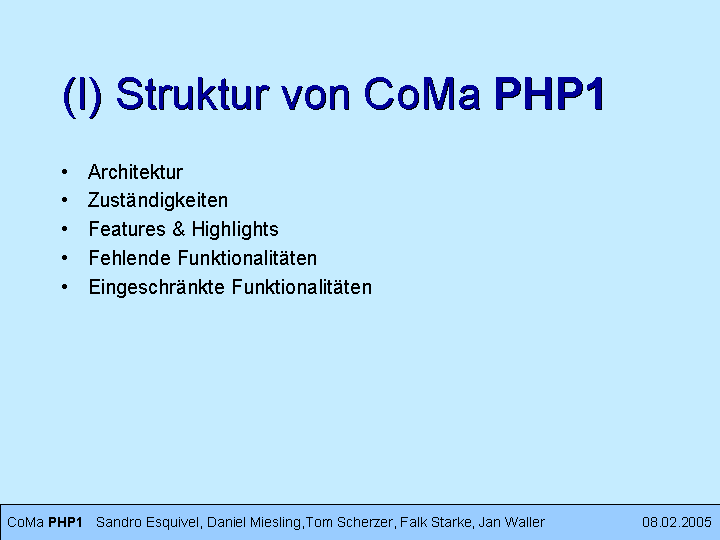 (I) Struktur von CoMa PHP1
• Architektur
• Zuständigkeiten
• Features & Highlights
• Fehlende Funktionalitäten
• Eingeschränkte Funktionalitäten
CoMa PHP1 Sandro Esquivel, Daniel Miesling,Tom Scherzer, Falk Starke, Jan Waller 08.02.2005